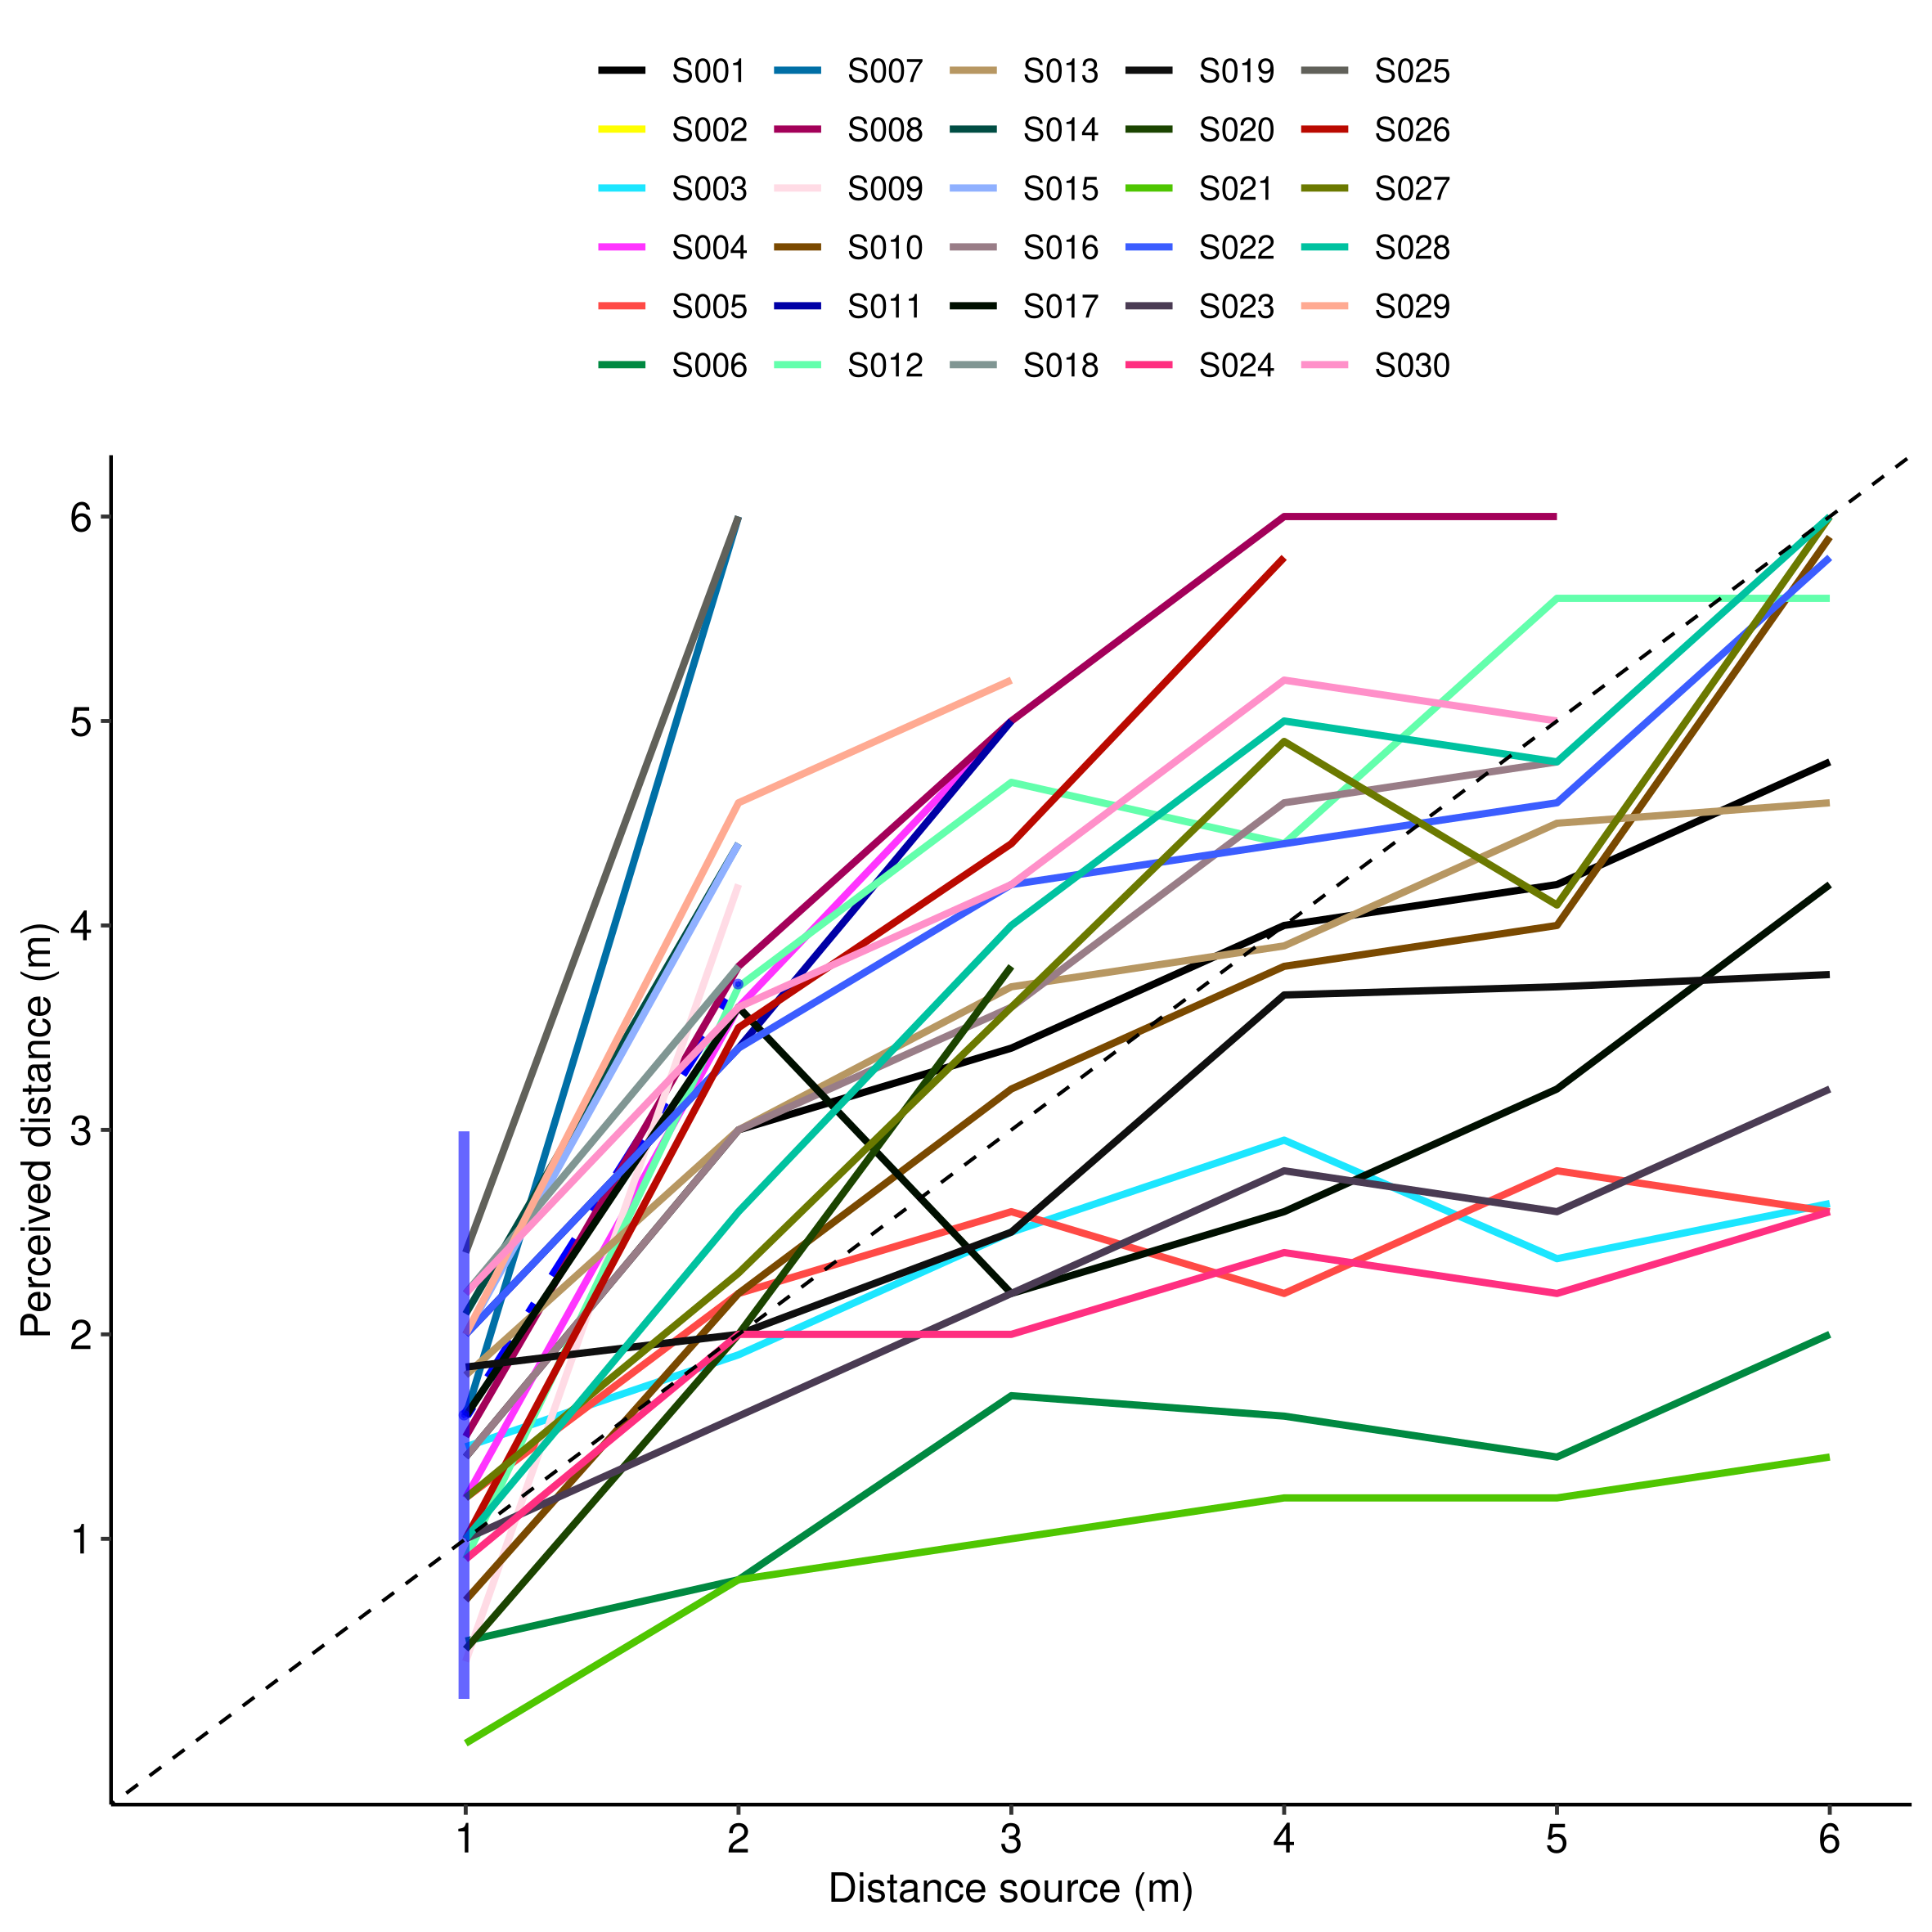 S001 S007 S013 S019 S025
S002 S008 S014 S020 S026
S003 S009 S015 S021 S027
S004 S010 S016 S022 S028
S005 S011 S017 S023 S029
S006 S012 S018 S024 S030
6
5
4
3
2
1
Perceived distance (m)
1 2 3 4 5 6
Distance source (m)